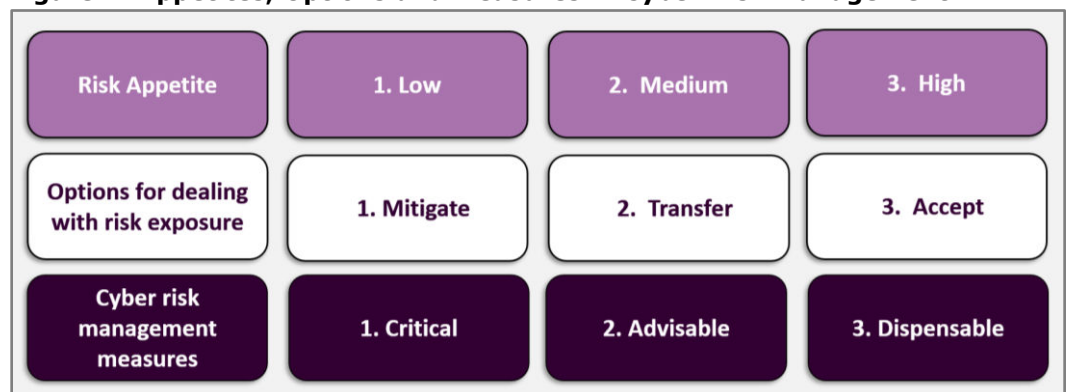 Risk Appetite
1. Low
2. Medium
3. High
Options for dealing
with risk exposure
1. Mitigate
2. Transfer
3. Accept
Cyber risk
management
measures
1. Critical
2. Advisable
3. Dispensable